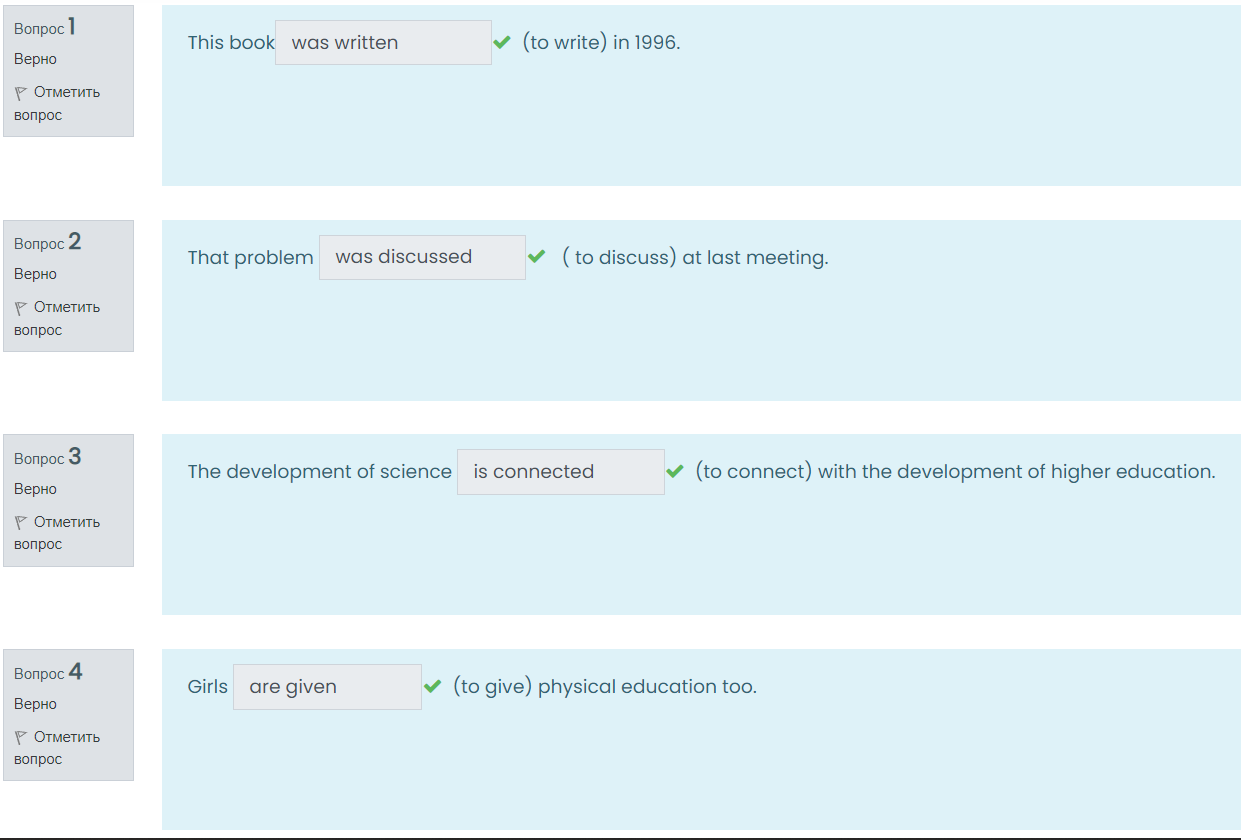 Вопрос 1
Верно
Отметить
вопрос
This book was written (to write) in 1996.
Вопрос 2
Верно
Отметить
вопрос
That problem was discussed ( to discuss) at last meeting.
Вопрос 3
Верно
Отметить
вопрос
The development of science is connected (to connect) with the development of higher education.
Вопрос 4
Верно
Отметить
вопрос
Girls are given (to give) physical education too.